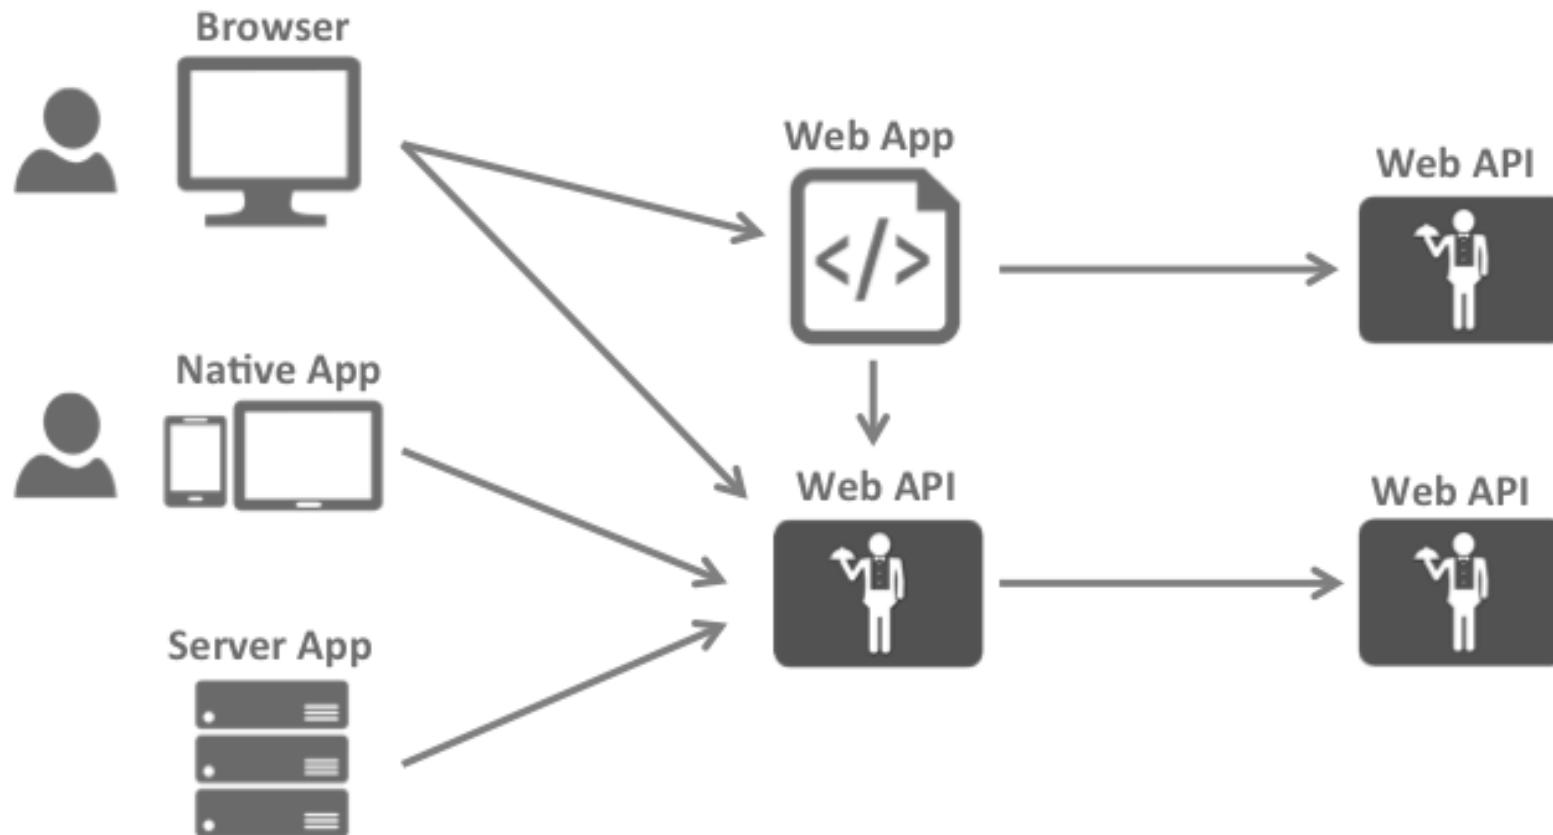 Browser
Web App
Web API
Native App
Web API
Web API
Server App
</>